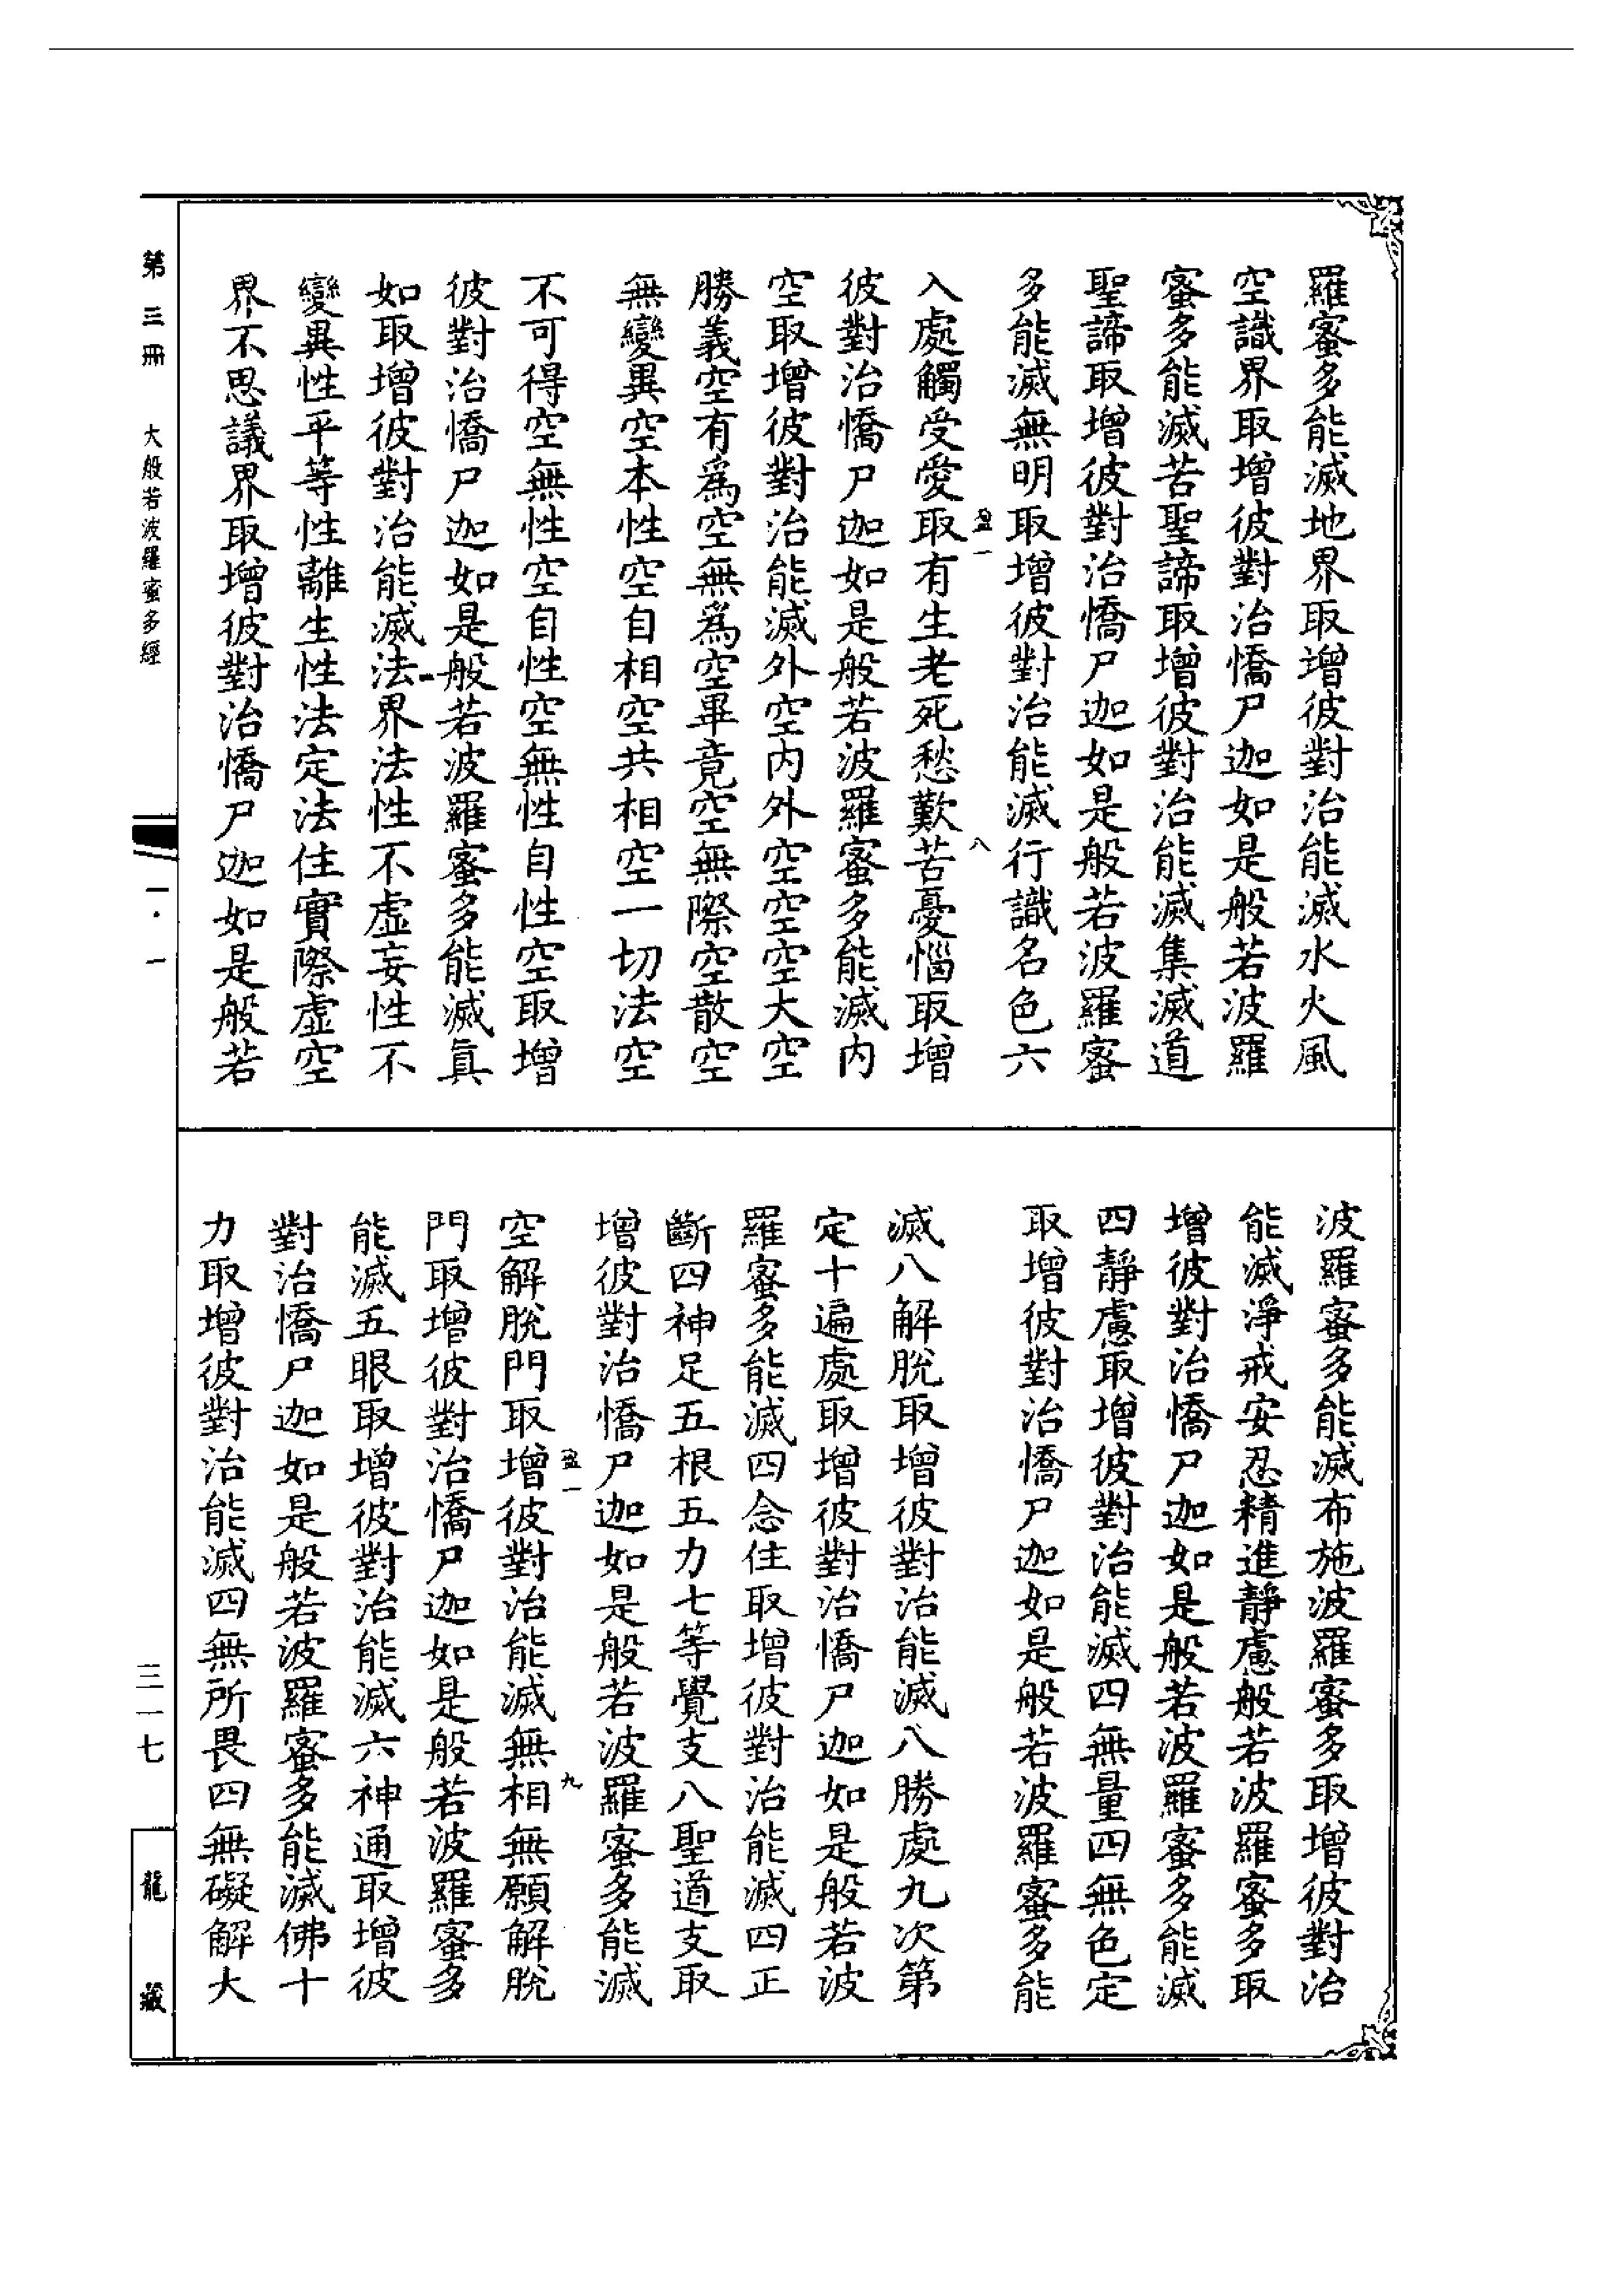 羅蜜多能滅地界取增彼對治能滅水火風
空識界取增彼對治憍尸迦如是般若波羅
蜜多能滅苦聖諦取增彼對治能滅集滅道
聖諦取增彼對治憍尸迦如是般若波羅蜜
多能滅無明取增彼對治能滅行識名色六
盈一
八
入處觸受愛取有生老死愁歎苦憂惱取增
彼對治憍尸迦如是般若波羅蜜多能滅內
空取增彼對治能滅外空內外空空空大空
勝義空有為空無為空畢竟空無際空散空
無變異空本性空自相空共相空一切法空
不可得空無性空自性空無性自性空取增
彼對治憍尸迦如是般若波羅蜜多能滅真
如取增彼對治能滅法界法性不虛妄性不
變異性平等性離生性法定法住實際虛空
界不思議界取增彼對治憍尸迦如是般若
波羅蜜多能滅布施波羅蜜多取增彼對治
能滅淨戒安忍精進靜慮般若波羅蜜多取
增彼對治憍尸迦如是般若波羅蜜多能滅
四靜慮取增彼對治能滅四無量四無色定
取增彼對治憍尸迦如是般若波羅蜜多能
滅八解脫取增彼對治能滅八勝處九次第
定十遍處取增彼對治憍尸迦如是般若波
羅蜜多能滅四念住取增彼對治能滅四正
斷四神足五根五力七等覺支八聖道支取
增彼對治憍尸迦如是般若波羅蜜多能滅
盈一
九
空解脫門取增彼對治能滅無相無願解脫
門取增彼對治憍尸迦如是般若波羅蜜多
能滅五眼取增彼對治能滅六神通取增彼
對治憍尸迦如是般若波羅蜜多能滅佛十
力取增彼對治能滅四無所畏四無礙解大
第三冊
大般若波羅蜜多經
一·一
三一七
龍藏